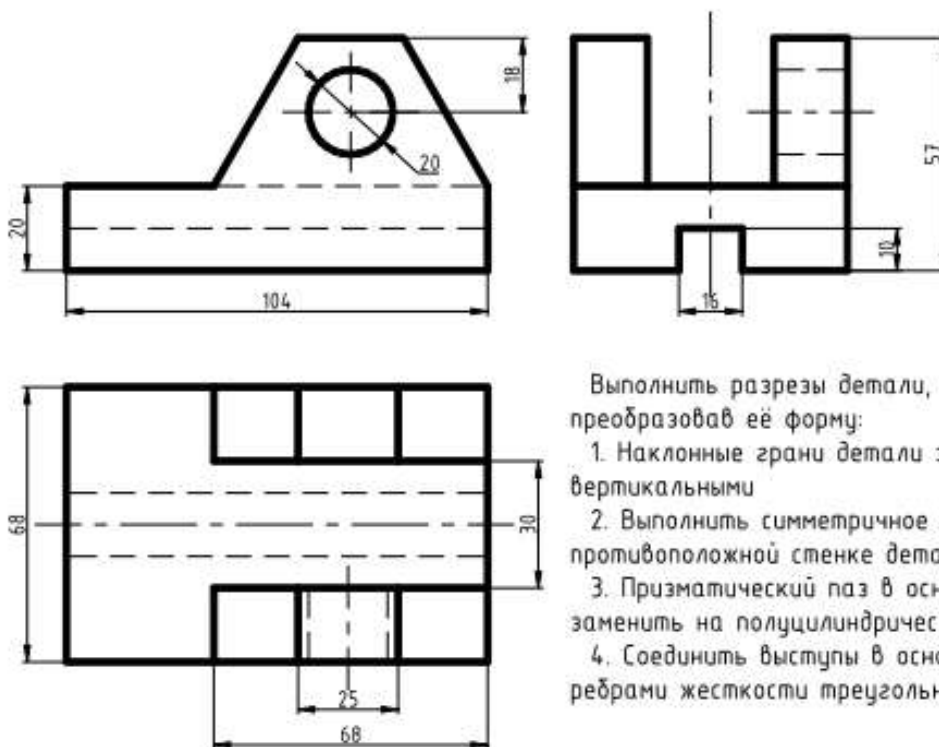 18
20
57
20
10
104
16
68
30
25
68
Выполнить разрезы детали,
преобразовав её форму:
1. Наклонные грани детали
вертикальными
2. Выполнить симметричное
противоположной стенке
3. Призматический паз в
заменить на
4. Соединить выступы в
ребрами жесткости